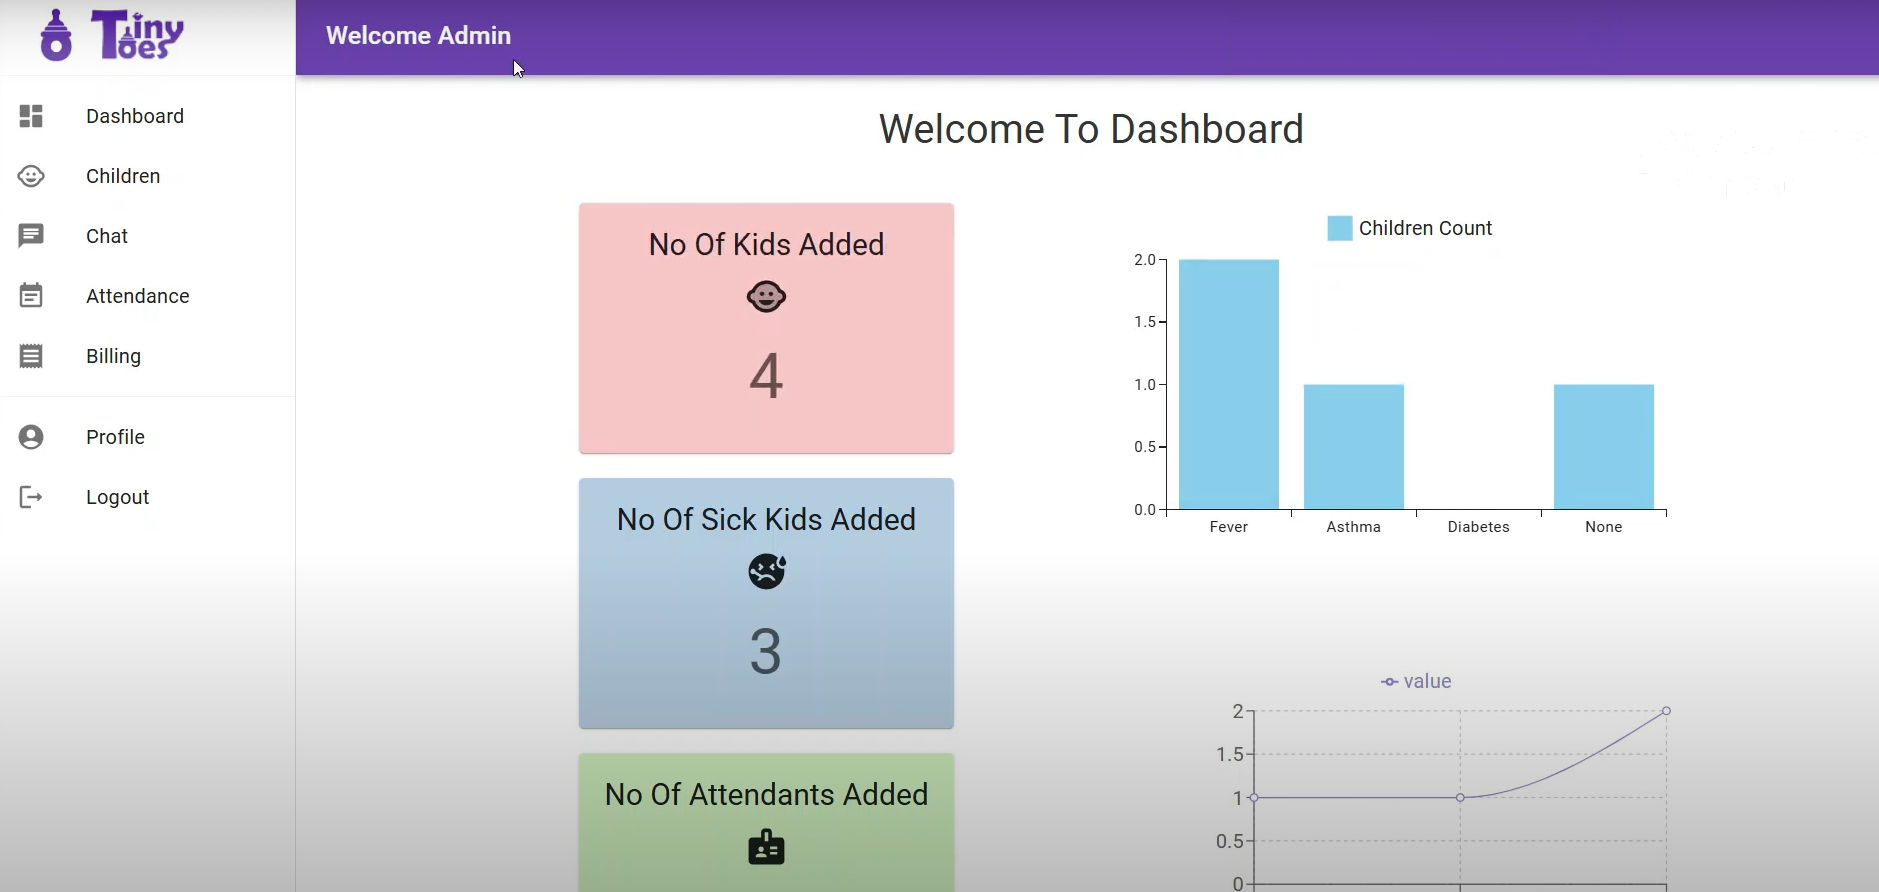 Tiny
Toes
Welcome Admin
Dashboard
Children
Chat
Attendance
Billing
Profile
Logout
Welcome To Dashboard
No Of Kids Added
4
No Of Sick Kids Added
3
No Of Attendants Added
Children Count
2.0
1.5
1.0
0.5
0.0
Fever Asthma Diabetes None
value
2
1.5
1
0.5
0